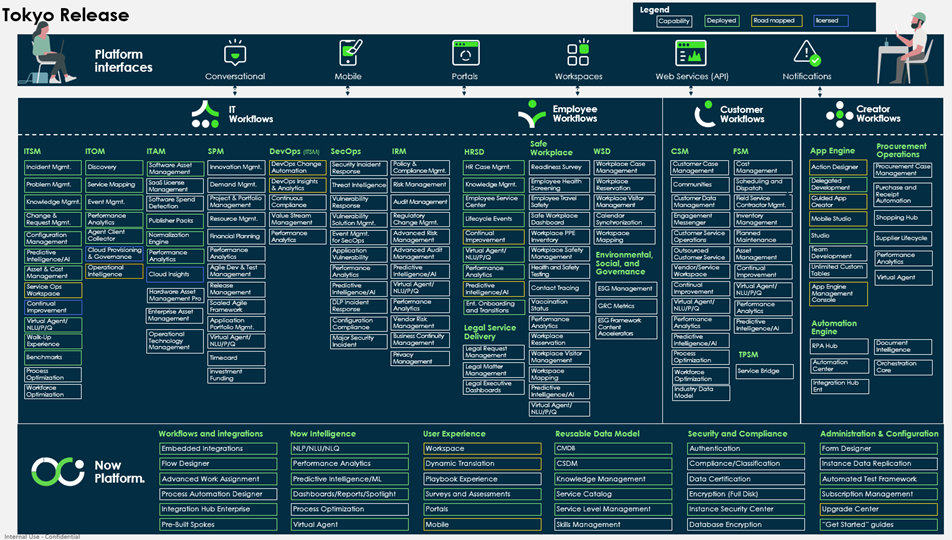 Tokyo Release
Legend
Capability
Deployed
Road mapped
licensed
Platform
interfaces
Conversational
Mobile
Portals
Workspaces
Web Services (API)
Notifications
IT
Workflows
Employee
Workflows
Customer
Workflows
Creator
Workflows
ITSM
Incident Mgmt.
Problem Mgmt.
Knowledge Mgmt.
Change &
Request Mgmt.
Configuration
Management
Predictive
Intelligence/AI
Asset & Cost
Management
Service Ops
Workspace
Continual
Improvement
Virtual Agent/
NLU/P/Q
Walk-Up
Experience
Benchmarks
Process
Optimization
Workforce
Optimization
ITOM
Discovery
Service Mapping
Event Mgmt.
Performance
Analytics
Agent Client
Collector
Cloud Provisioning
& Governance
Operational
Intelligence
ITAM
Software Asset
Management
SaaS License
Management
Software Spend
Detection
Publisher Packs
Normalization
Engine
Performance
Analytics
Cloud Insights
Hardware Asset
Management Pro
Enterprise Asset
Management
Operational
Technology
Management
SPM
Innovation Mgmt.
Demand Mgmt.
Project & Portfolio
Management
Resource Mgmt.
Financial Planning
Performance
Analytics
Agile Dev & Test
Management
Release
Management
Scaled Agile
Framework
Application
Portfolio Mgmt.
Virtual Agent/
NLU/P/Q
Timecard
Investment
Funding
DevOps (ITSM)
DevOps Change
Automation
DevOps Insights
& Analytics
Continuous
Compliance
Value Stream
Management
Performance
Analytics
SecOps
Security Incident
Response
Threat Intelligence
Vulnerability
Response
Vulnerability
Solution Mgmt.
Event Mgmt.
for SecOps
Application
Vulnerability
Performance
Analytics
Predictive
Intelligence/AI
DLP Incident
Response
Configuration
Compliance
Major Security
Incident
IRM
Policy &
Compliance Mgmt.
Risk Management
Audit Management
Regulatory
Change Mgmt.
Advanced Risk
Management
Advanced Audit
Management
Predictive
Intelligence/AI
Virtual Agent/
NLU/P/Q
Performance
Analytics
Vendor Risk
Management
Business Continuity
Management
Privacy
Management
HRSD
HR Case Mgmt.
Knowledge Mgmt.
Employee Service
Center
Lifecycle Events
Continual
Improvement
Virtual Agent/
NLU/P/Q
Performance
Analytics
Predictive
Intelligence/AI
Ent. Onboarding
and Transitions
Legal Service
Delivery
Legal Request
Management
Legal Matter
Management
Legal Executive
Dashboards
Safe
Workplace
Readiness Survey
Employee Health
Screening
Employee Travel
Safety
Safe Workplace
Dashboard
Workplace PPE
Inventory
Workplace Safety
Management
Health and Safety
Testing
Contact Tracing
Vaccination
Status
Performance
Analytics
Workplace
Reservation
Workplace Visitor
Management
Workspace
Mapping
Predictive
Intelligence/AI
Virtual Agent/
NLU/P/Q
WSD
Workplace Case
Management
Workplace
Reservation
Workplace Visitor
Management
Calendar
Synchronization
Workspace
Mapping
Environmental,
Social, and
Governance
ESG Management
GRC Metrics
ESG Framework
Content
Accelerators
CSM
Customer Case
Management
Communities
Customer Data
Management
Engagement
Messenger
Customer Service
Operations
Outsourced
Customer Service
Vendor/Service
Workspace
Continual
Improvement
Virtual Agent/
NLU/P/Q
Performance
Analytics
Predictive
Intelligence/AI
Process
Optimization
Workforce
Optimization
Industry Data
Model
FSM
Cost
Management
Scheduling and
Dispatch
Field Service
Contractor Mgmt.
Inventory
Management
Planned
Maintenance
Asset
Management
Continual
Improvement
Virtual Agent/
NLU/P/Q
Performance
Analytics
Predictive
Intelligence/AI
TPSM
Service Bridge
App Engine
Action Designer
Delegated
Development
Guided App
Creator
Mobile Studio
Studio
Team
Development
Unlimited Custom
Tables
App Engine
Management
Console
Automation
Engine
RPA Hub
Automation
Center
Integration Hub
Ent
Procurement
Operations
Procurement Case
Management
Purchase and
Receipt
Automation
Shopping Hub
Supplier Lifecycle
Performance
Analytics
Virtual Agent
Document
Intelligence
Orchestration
Core
Now
Platform.
Workflows and integrations
Embedded Integrations
Flow Designer
Advanced Work Assignment
Process Automation Designer
Integration Hub Enterprise
Pre-Built Spokes
Now Intelligence
NLP/NLU/NLQ
Performance Analytics
Predictive Intelligence/ML
Dashboards/Reports/Spotlight
Process Optimization
Virtual Agent
User Experience
Workspace
Dynamic Translation
Playbook Experience
Surveys and Assessments
Portals
Mobile
Reusable Data Model
CMDB
CSDM
Knowledge Management
Service Catalog
Service Level Management
Skills Management
Security and Compliance
Authentication
Compliance/Classification
Data Certification
Encryption (Full Disk)
Instance Security Center
Database Encryption
Administration & Configuration
Form Designer
Instance Data Replication
Automated Test Framework
Subscription Management
Upgrade Center
"Get Started" guides
Internal Use - Confidential